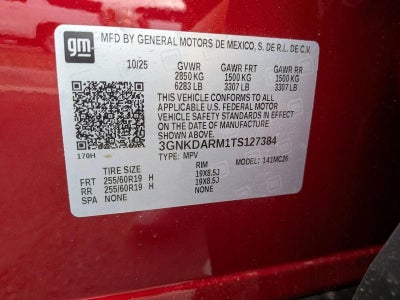 gm
MFD BY GENERAL MOTORS DE MEXICO, S. DE R.L. DE C.V.
10/25 GVWR GAWR FRT GAWR RR
2850 KG 1500 KG 1500 KG
6283 LB 3307 LB 3307 LB
THIS VEHICLE CONFORMS TO ALL
APPLICABLE U.S. FEDERAL MOTOR
VEHICLE SAFETY STANDARDS IN EFFECT
ON THE DATE OF MANUFACTURE
3GNKDARM1TS127384
170H TYPE: MPV 141MC26
TIRE SIZE RIM
FRT 255/60R19 H 19X8.5J
RR 255/60R19 H 19X8.5J
SPA NONE NONE